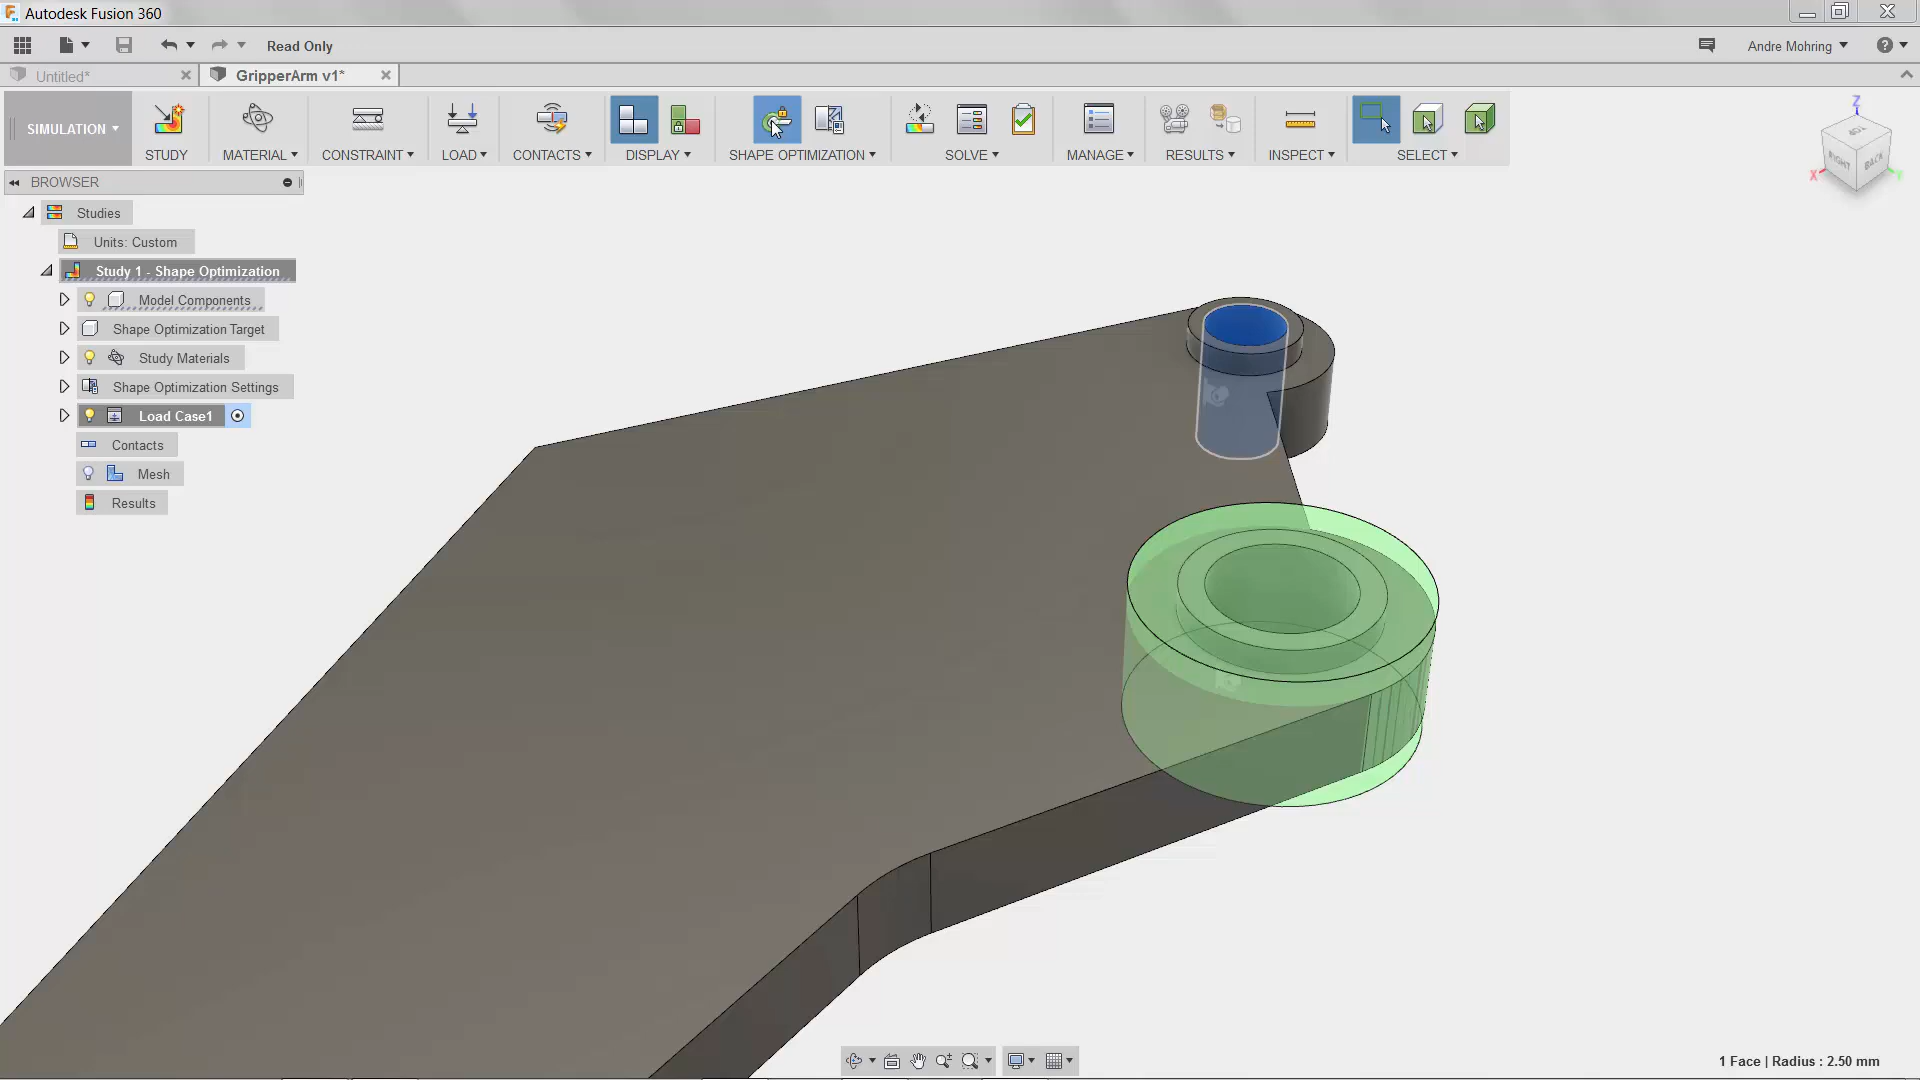 Autodesk Fusion 360
Read Only
Andre Mohring
Untitled*
GripperArm v1*
SIMULATION
STUDY
MATERIAL
CONSTRAINT
LOAD
CONTACTS
DISPLAY
SHAPE OPTIMIZATION
SOLVE
MANAGE
RESULTS
INSPECT
SELECT
Z
RIGHT
BACK
X
BROWSER
Studies
Units: Custom
Study 1 - Shape Optimization
Model Components
Shape Optimization Target
Study Materials
Shape Optimization Settings
Load Case1
Contacts
Mesh
Results
1 Face | Radius : 2.50 mm